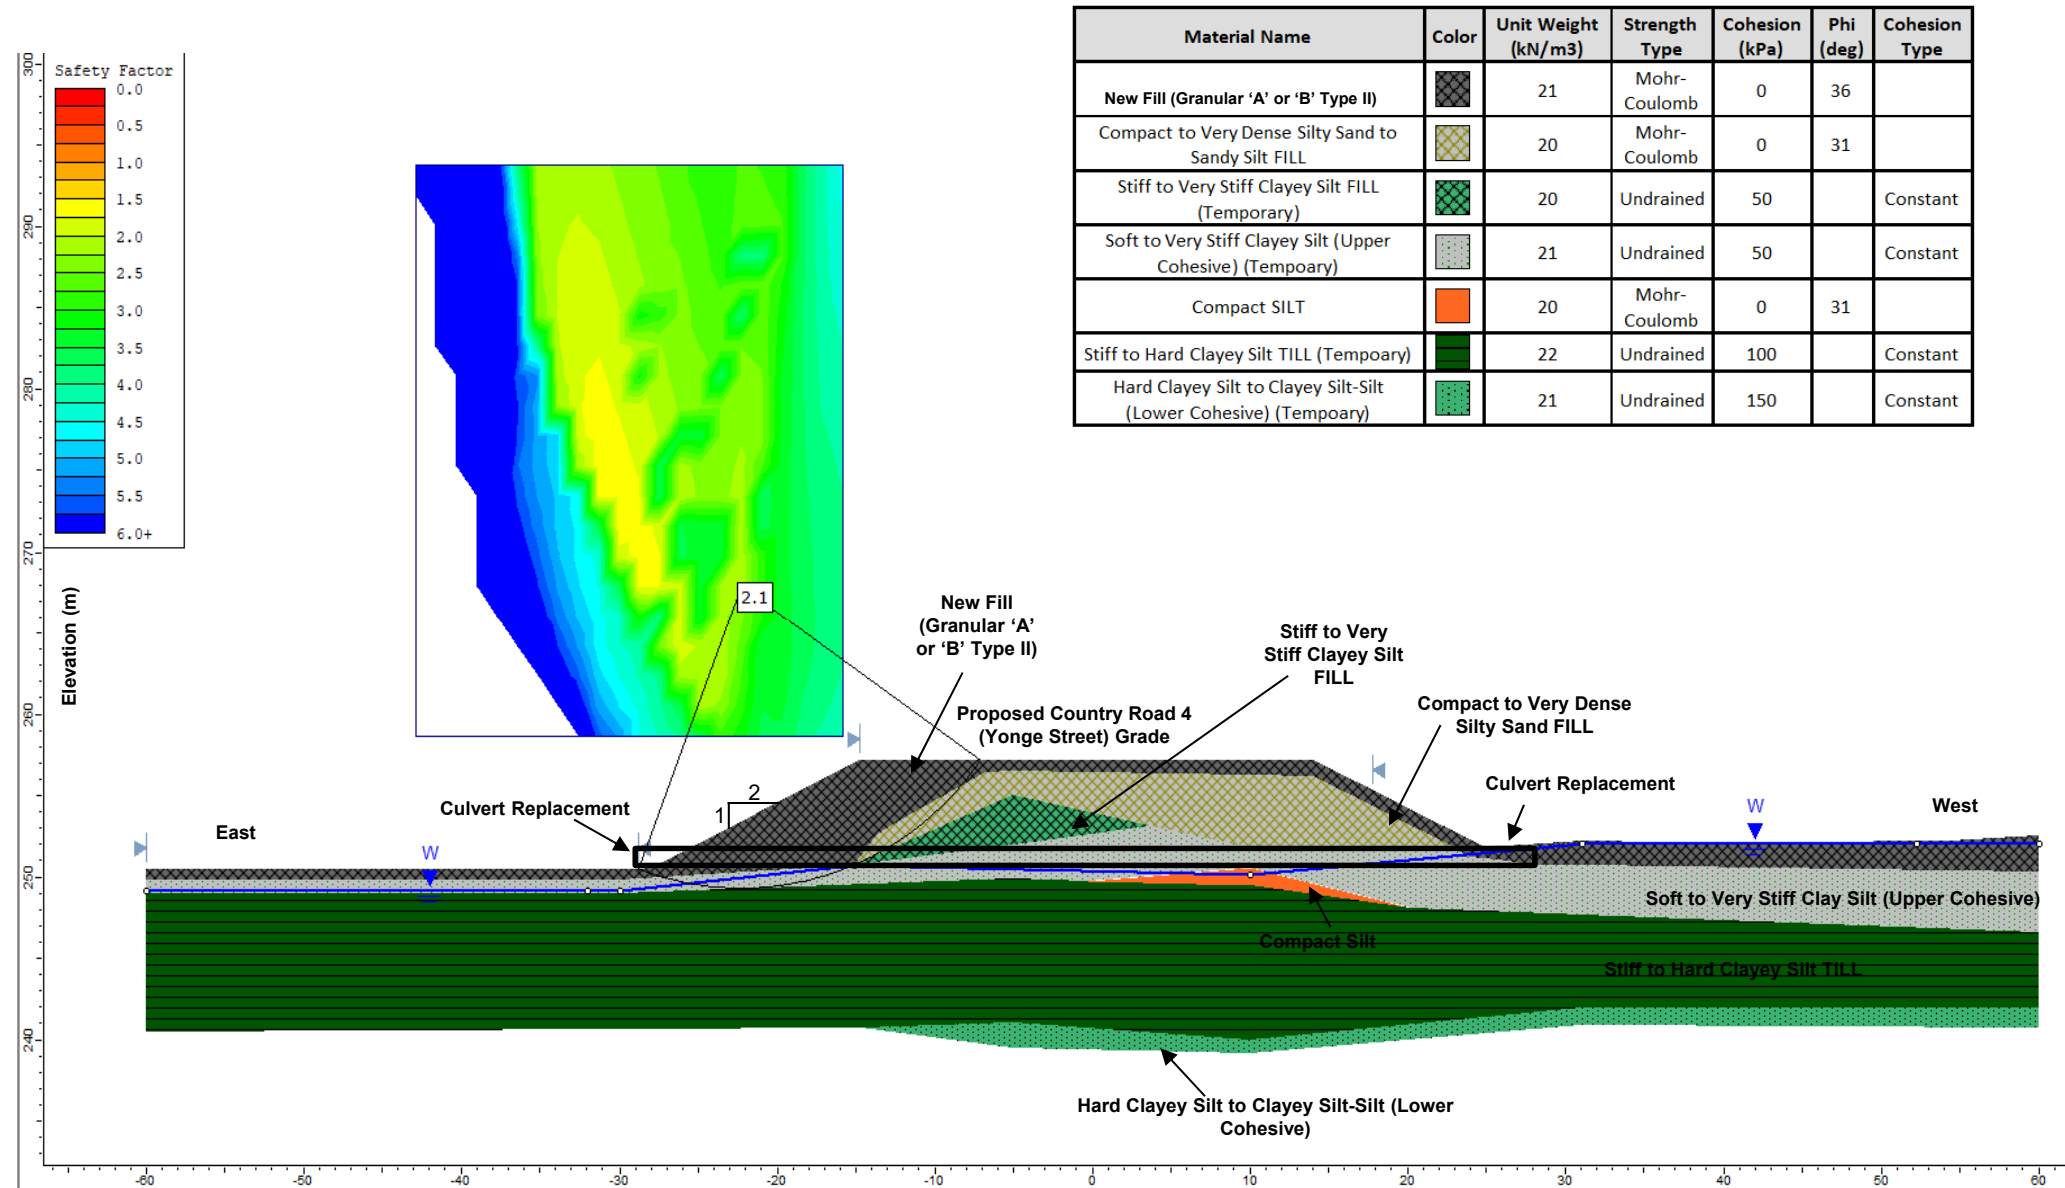 Material Name
Color
Unit Weight
(kN/m3)
Strength
Type
Cohesion
(kPa)
Phi
(deg)
Cohesion
Type
New Fill (Granular ‘A’ or ‘B’ Type II)
21
Mohr-
Coulomb
0
36
Compact to Very Dense Silty Sand to
Sandy Silt FILL
20
Mohr-
Coulomb
0
31
Stiff to Very Stiff Clayey Silt FILL
(Temporary)
20
Undrained
50
Constant
Soft to Very Stiff Clayey Silt (Upper
Cohesive) (Tempoary)
21
Undrained
50
Constant
Compact SILT
20
Mohr-
Coulomb
0
31
Stiff to Hard Clayey Silt TILL (Tempoary)
22
Undrained
100
Constant
Hard Clayey Silt to Clayey Silt-Silt
(Lower Cohesive) (Tempoary)
21
Undrained
150
Constant
Safety Factor
0.0
0.5
1.0
1.5
2.0
2.5
3.0
3.5
4.0
4.5
5.0
5.5
6.0+
300
290
280
270
260
250
240
Elevation (m)
2.1
New Fill
(Granular ‘A’
or ‘B’ Type II)
Stiff to Very
Stiff Clayey Silt
FILL
Proposed Country Road 4
(Yonge Street) Grade
Compact to Very Dense
Silty Sand FILL
Culvert Replacement
2
1
Culvert Replacement
East
West
W
W
Soft to Very Stiff Clay Silt (Upper Cohesive)
Compact Silt
Stiff to Hard Clayey Silt TILL
Hard Clayey Silt to Clayey Silt-Silt (Lower
Cohesive)
-60
-50
-40
-30
-20
-10
0
10
20
30
40
50
60